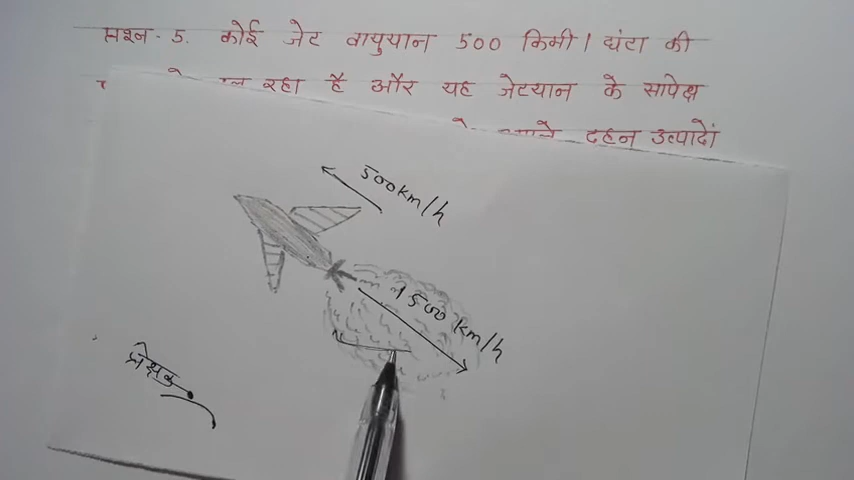 प्रश्न - 5. कोई जेट वायुयान 500 किमी / घंटा की
रहा है और यह जेटयान के सापेक्ष
दहन उत्पादों
500km/h
1500 km/h
प्रेक्षक